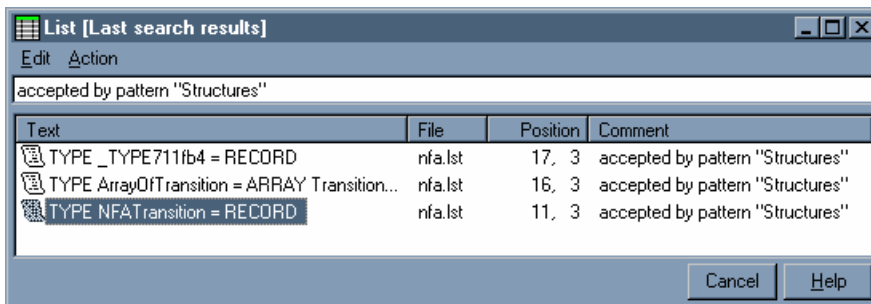 List [Last search results]
Edit Action
accepted by pattern "Structures"
Text File Position Comment
TYPE _TYPE711fb4 = RECORD nfa.lst 17, 3 accepted by pattern "Structures"
TYPE ArrayOfTransition = ARRAY Transition... nfa.lst 16, 3 accepted by pattern "Structures"
TYPE NFATransition = RECORD nfa.lst 11, 3 accepted by pattern "Structures"
Cancel Help